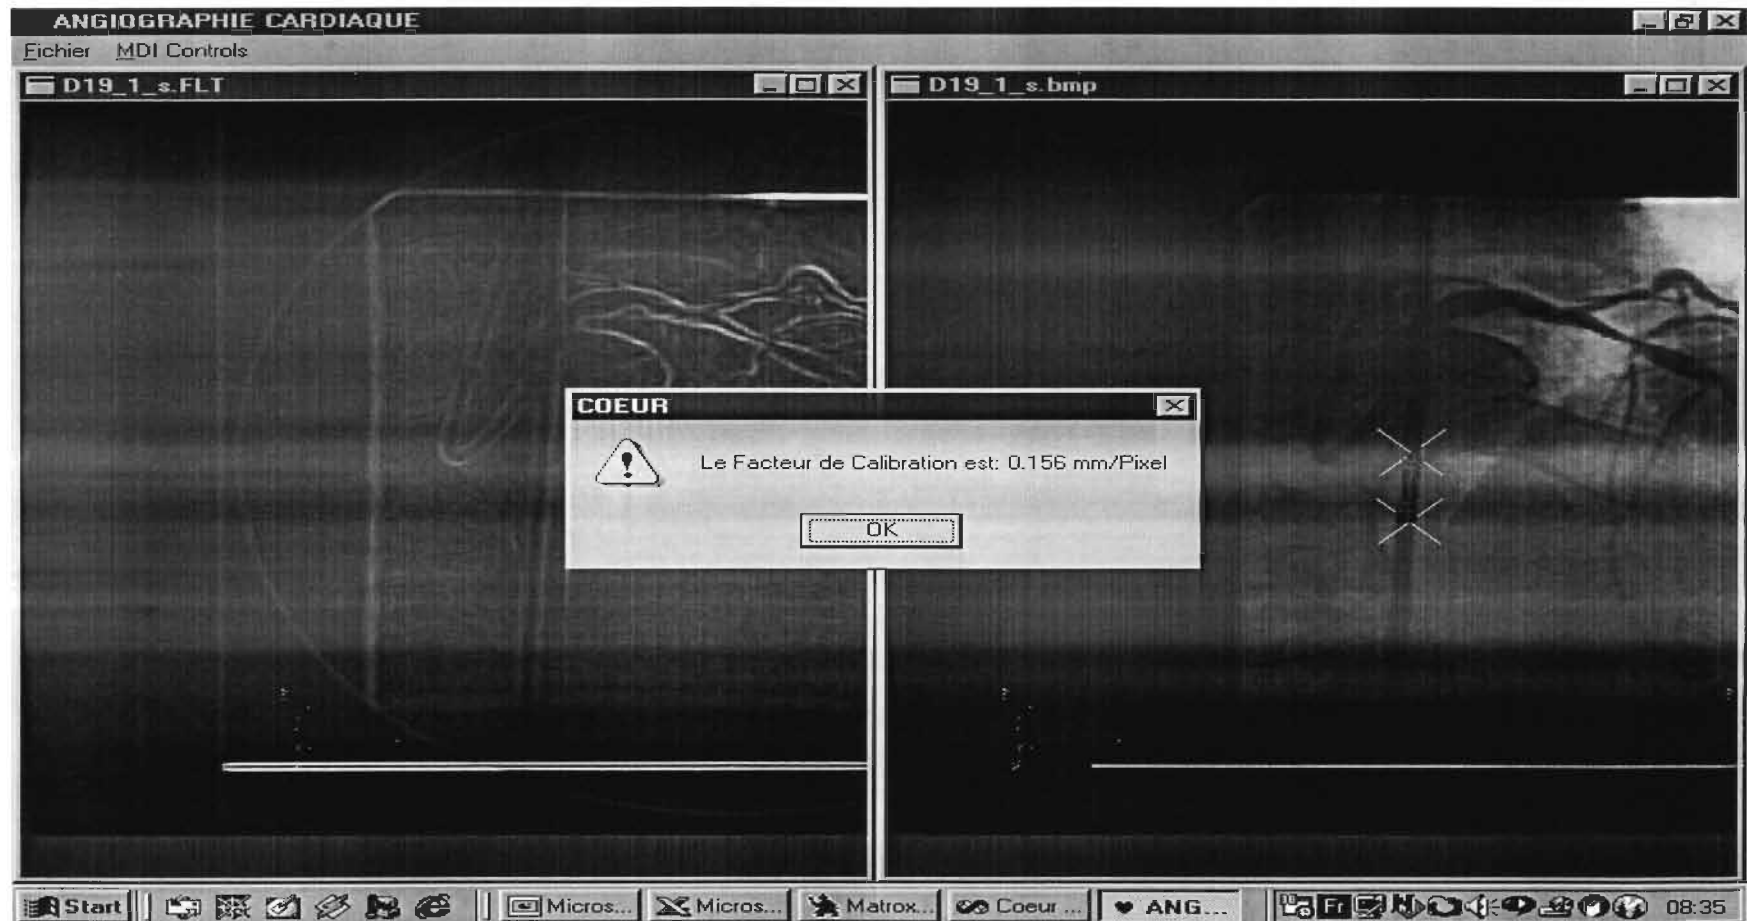 ANGIOGRAPHIE CARDIAQUE
Fichier MDI Controls
D19_1_s.FLT
D19_1_s.bmp
COEUR
Le Facteur de Calibration est: 0.156 mm/Pixel
OK
Start Micros... Micros... Matrox... Coeur ... ANG... Fr 08:35